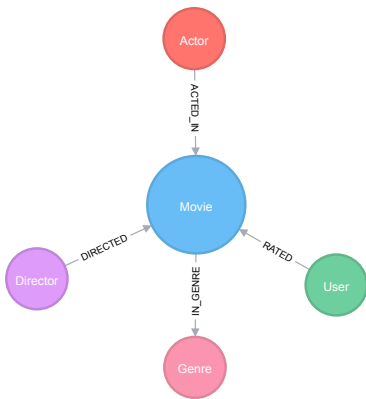 Actor
ACTED_IN
Movie
DIRECTED
RATED
Director
IN_GENRE
User
Genre